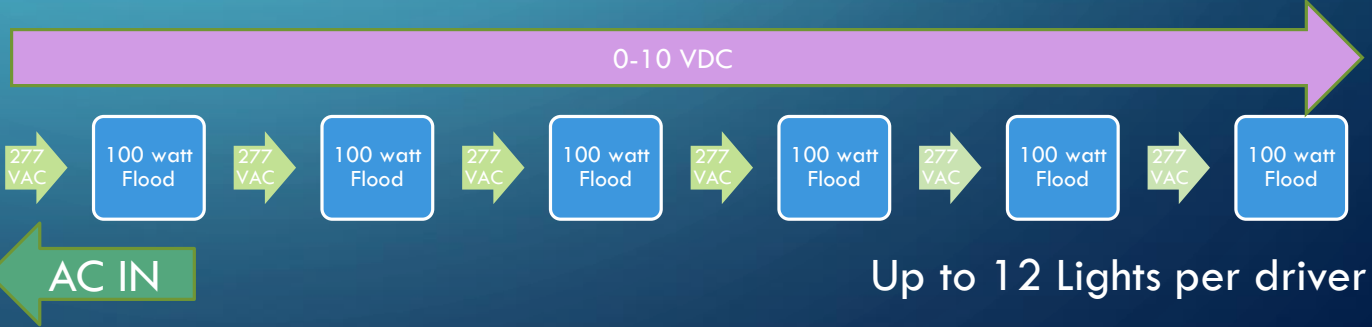 0-10 VDC
277
VAC
100 watt
Flood
277
VAC
100 watt
Flood
277
VAC
100 watt
Flood
277
VAC
100 watt
Flood
277
VAC
100 watt
Flood
277
VAC
100 watt
Flood
AC IN
Up to 12 Lights per driver